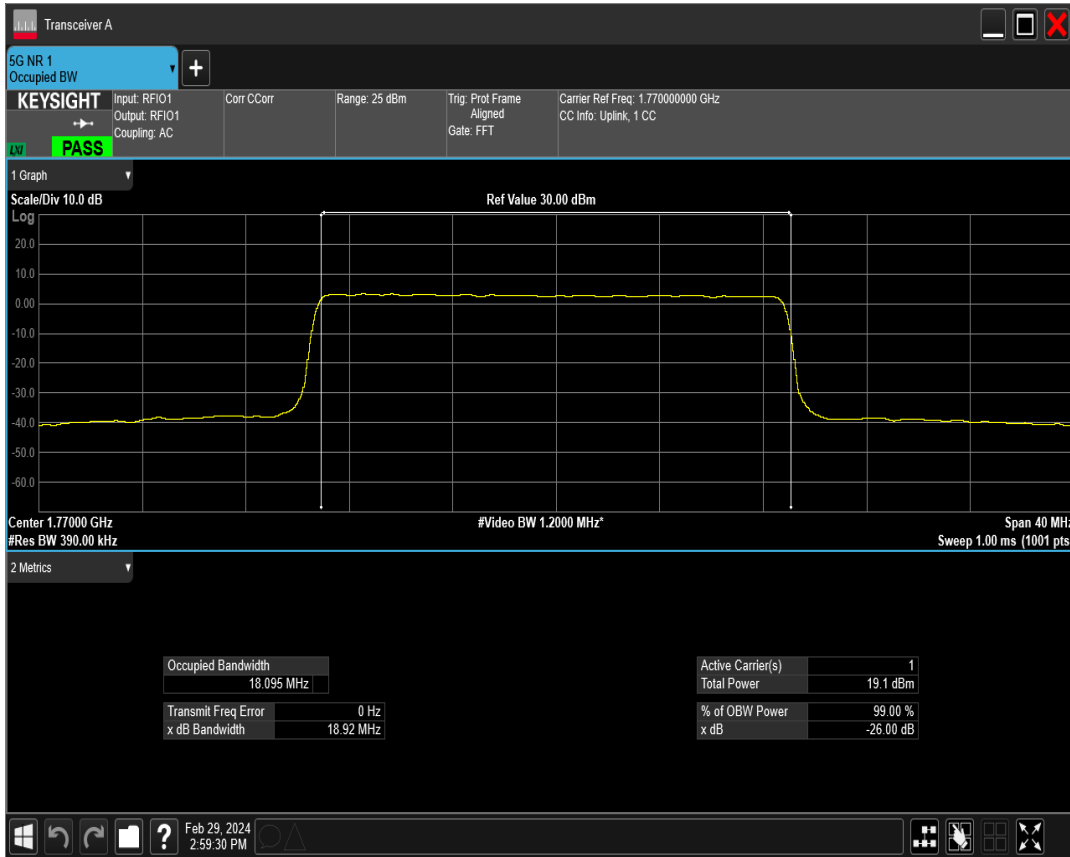 Transceiver A
5G NR 1
Occupied BW
KEYSIGHT
LXI
PASS
Input: RFIO1
Output: RFIO1
Coupling: AC
Corr CCorr
Range: 25 dBm
Trig: Prot Frame
Aligned
Gate: FFT
Carrier Ref Freq: 1.770000000 GHz
CC Info: Uplink, 1 CC
1 Graph
Scale/Div 10.0 dB
Ref Value 30.00 dBm
Log
20.0
10.0
0.00
-10.0
-20.0
-30.0
-40.0
-50.0
-60.0
Center 1.77000 GHz
#Video BW 1.2000 MHz*
Span 40 MHz
#Res BW 390.00 kHz
Sweep 1.00 ms (1001 pts
2 Metrics
Occupied Bandwidth
18.095 MHz
Transmit Freq Error 0 Hz
x dB Bandwidth 18.92 MHz
Active Carrier(s) 1
Total Power 19.1 dBm
% of OBW Power 99.00 %
x dB -26.00 dB
?
Feb 29, 2024
2:59:30 PM